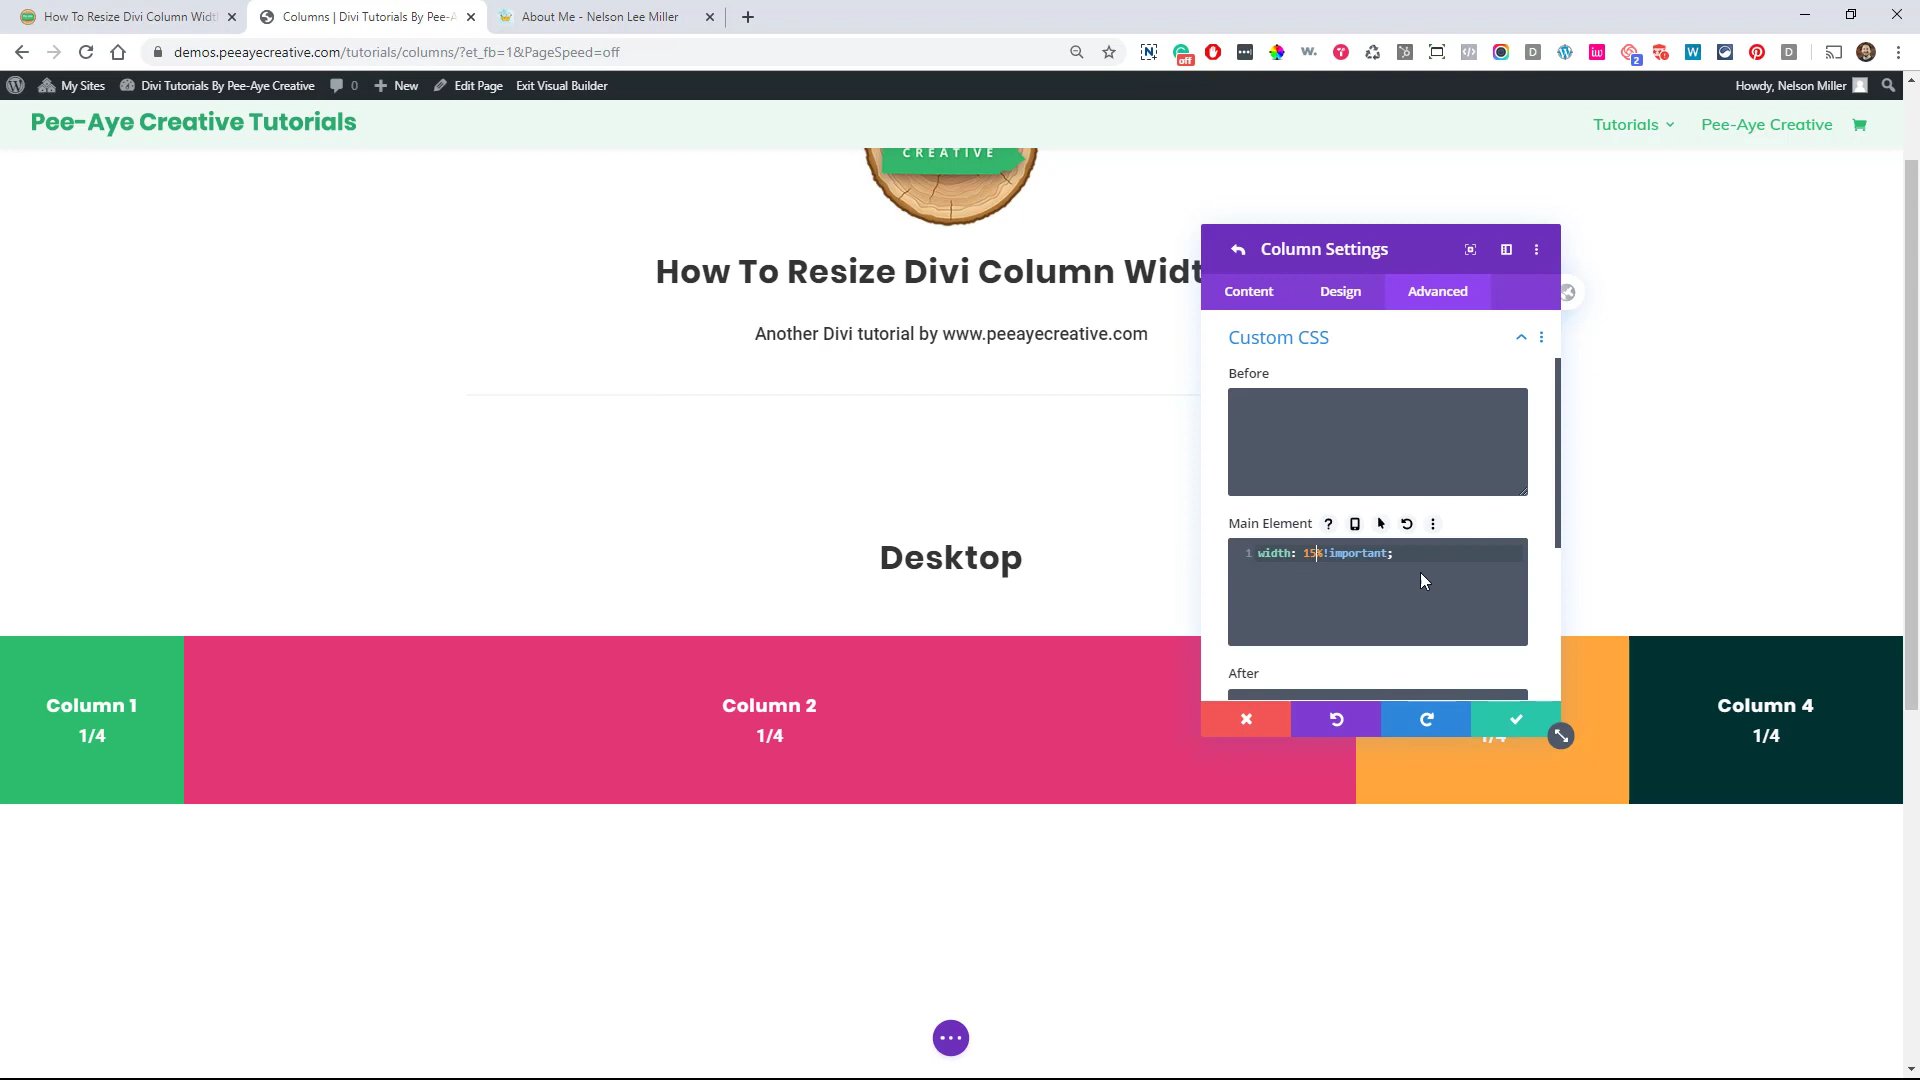 How To Resize Divi Column Widt
Columns | Divi Tutorials By Pee-A
About Me - Nelson Lee Miller
demos.peeayecreative.com/tutorials/columns/?et_fb=1&PageSpeed=off
off
2
My Sites
Divi Tutorials By Pee-Aye Creative
0
New
Edit Page
Exit Visual Builder
Howdy, Nelson Miller
Pee-Aye Creative Tutorials
Tutorials
Pee-Aye Creative
CREATIVE
How To Resize Divi Column Widt
Another Divi tutorial by www.peeayecreative.com
Column Settings
Content
Design
Advanced
Custom CSS
Before
Main Element
1 width: 15%!important;
After
Desktop
Column 1
1/4
Column 2
1/4
1/4
Column 4
1/4